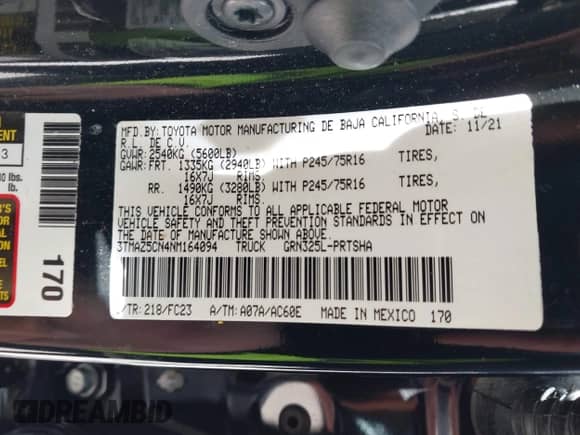 MFD.BY: TOYOTA MOTOR MANUFACTURING DE BAJA CALIFORNIA, S. DE
R.L. DE C.V. DATE: 11/21
GVWR: 2540KG (5600LB)
GAWR: FRT. 1335KG (2940LB) WITH P245/75R16 TIRES,
16X7J RIMS
RR. 1490KG (3280LB) WITH P245/75R16 TIRES,
16X7J RIMS.
THIS VEHICLE CONFORMS TO ALL APPLICABLE FEDERAL MOTOR
VEHICLE SAFETY AND THEFT PREVENTION STANDARDS IN EFFECT ON
THE DATE OF MANUFACTURE SHOWN ABOVE.
3TMAZ5CN4NM164094 TRUCK GRN325L-PRTSHA
/TR: 218/FC23 A/TM: A07A/AC60E MADE IN MEXICO 170
170
lbs.
lb.
DREAMBID